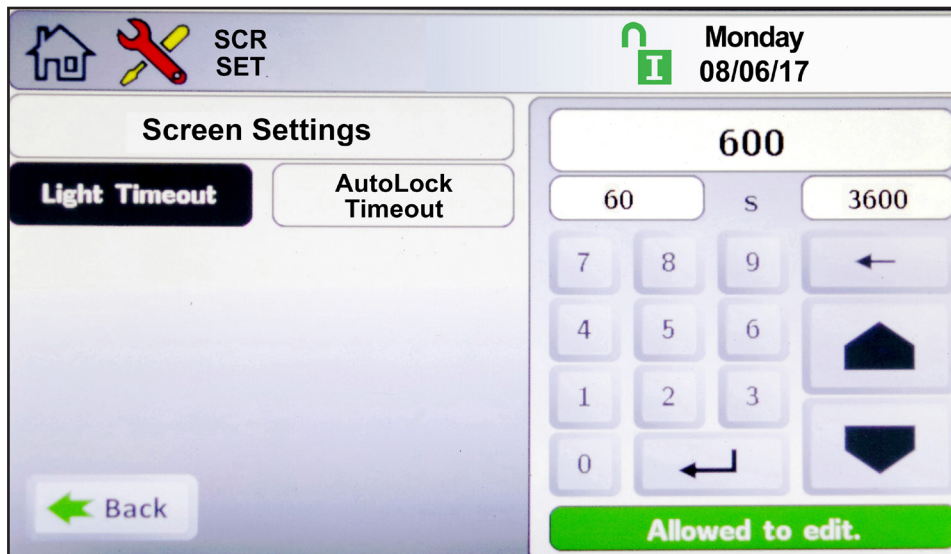 SCR
SET
Monday
08/06/17
Screen Settings
Light Timeout
AutoLock
Timeout
600
60 s 3600
7 8 9
4 5 6
1 2 3
0
Back
Allowed to edit.